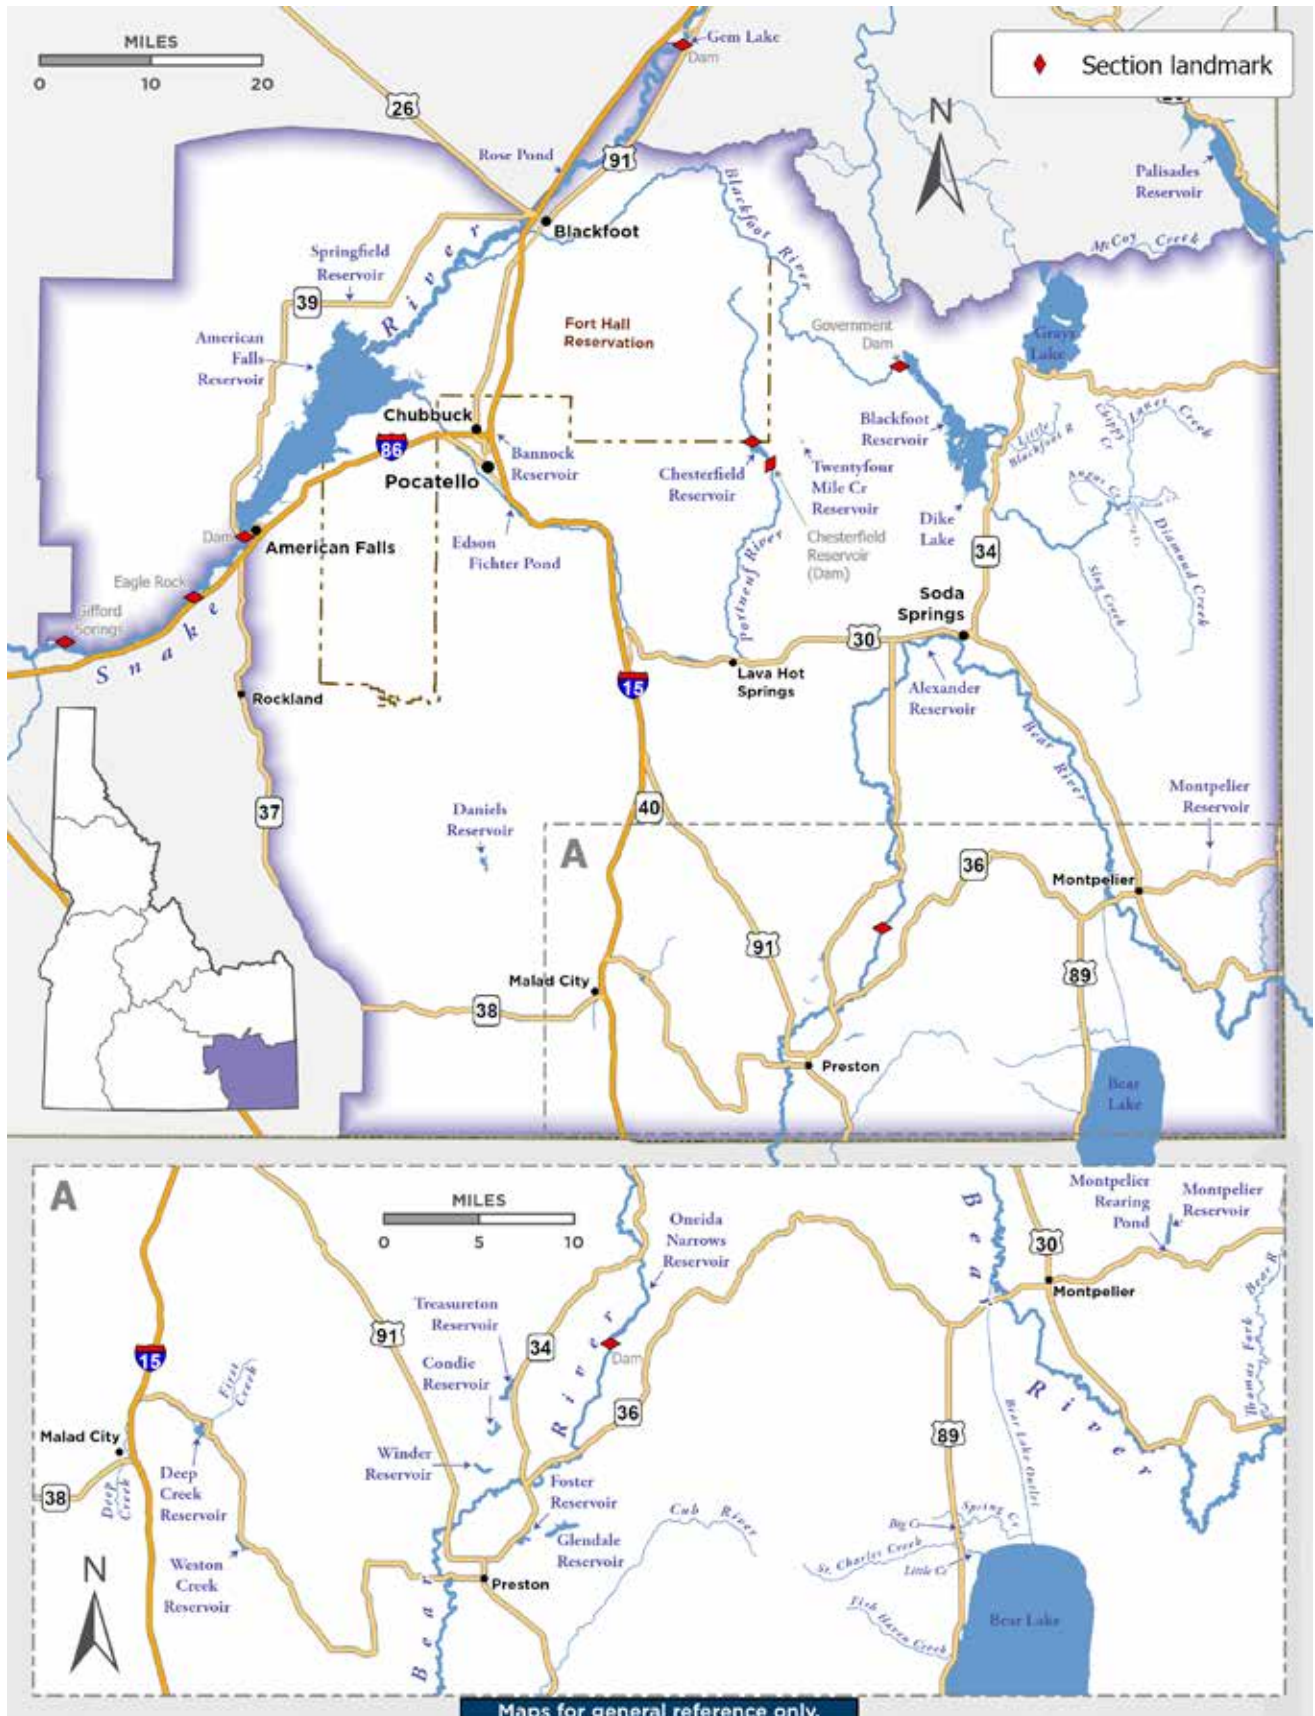 MILES
0 10 20
Gem Lake
Dam
Section landmark
26
N
Rose Pond
91
Palisades
Reservoir
Blackfoot River
McCoy Creek
Blackfoot
Springfield
Reservoir
39
River
Fort Hall
Reservation
Government
Dam
Grays
Lake
American
Falls
Reservoir
Chubbuck
86
Bannock
Reservoir
Pocatello
Blackfoot
Reservoir
Little
Blackfoot R
Chippy
Cr
Lanes Creek
Chesterfield
Reservoir
Twentyfour
Mile Cr
Reservoir
Angus Cr
Diamond Creek
Dike
Lake
Chesterfield
Reservoir
(Dam)
Dam
American Falls
Edson
Fichter Pond
34
Eagle Rock
Portneuf River
Gifford
Springs
Snake
Soda
Springs
30
Lava Hot
Springs
15
Rockland
Alexander
Reservoir
Bear
River
37
Daniels
Reservoir
40
Montpelier
Reservoir
A
36
Montpelier
91
Malad City
38
89
Preston
Bear
Lake
A
MILES
0 5 10
Bear
Montpelier
Rearing
Pond
Montpelier
Reservoir
Oneida
Narrows
Reservoir
30
Montpelier
Treasureton
Reservoir
91
34
River
Dam
15
Condie
Reservoir
First
Creek
Thomas Fork Bear R
River
36
89
Bear Lake Outlet
Malad City
Winder
Reservoir
38
Deep
Creek
Deep
Creek
Reservoir
Foster
Reservoir
Cub River
Spring Cr
Big Cr
Glendale
Reservoir
St. Charles Creek
Little Cr
Weston
Creek
Reservoir
N
Preston
Bear
Fish Haven Creek
Bear Lake
Maps for general reference only.